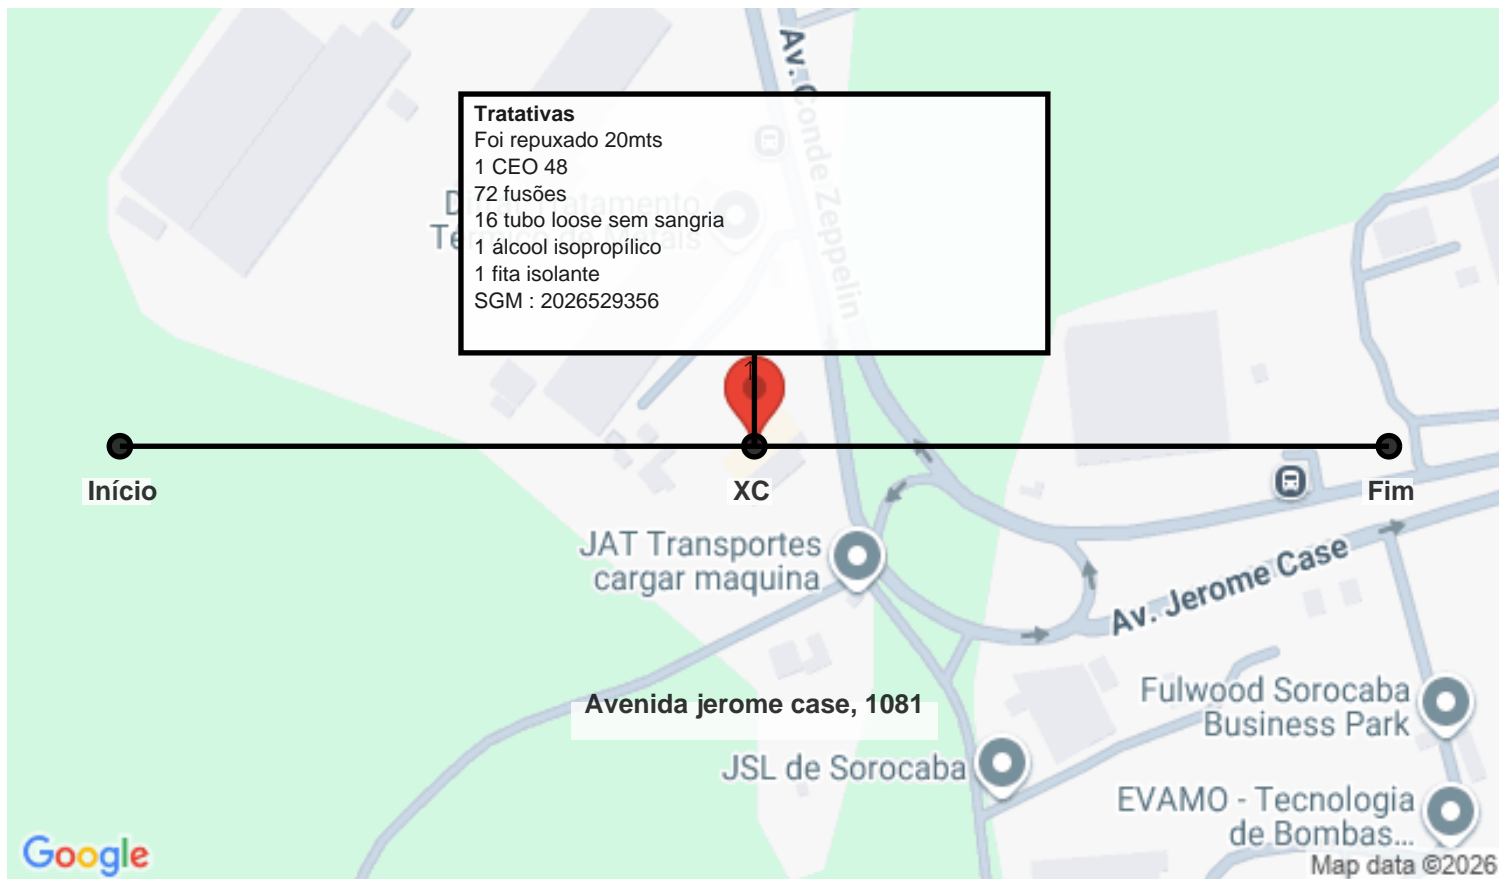 Av. Conde Zeppelin
Tratativas
Foi repuxado 20mts
1 CEO 48
72 fusões
16 tubo loose sem sangria
1 álcool isopropílico
1 fita isolante
SGM : 2026529356
1
Início
XC
Fim
JAT Transportes
cargar maquina
Av. Jerome Case
Avenida jerome case, 1081
Fulwood Sorocaba
Business Park
JSL de Sorocaba
EVAMO - Tecnologia
de Bombas...
Google
Map data ©2026